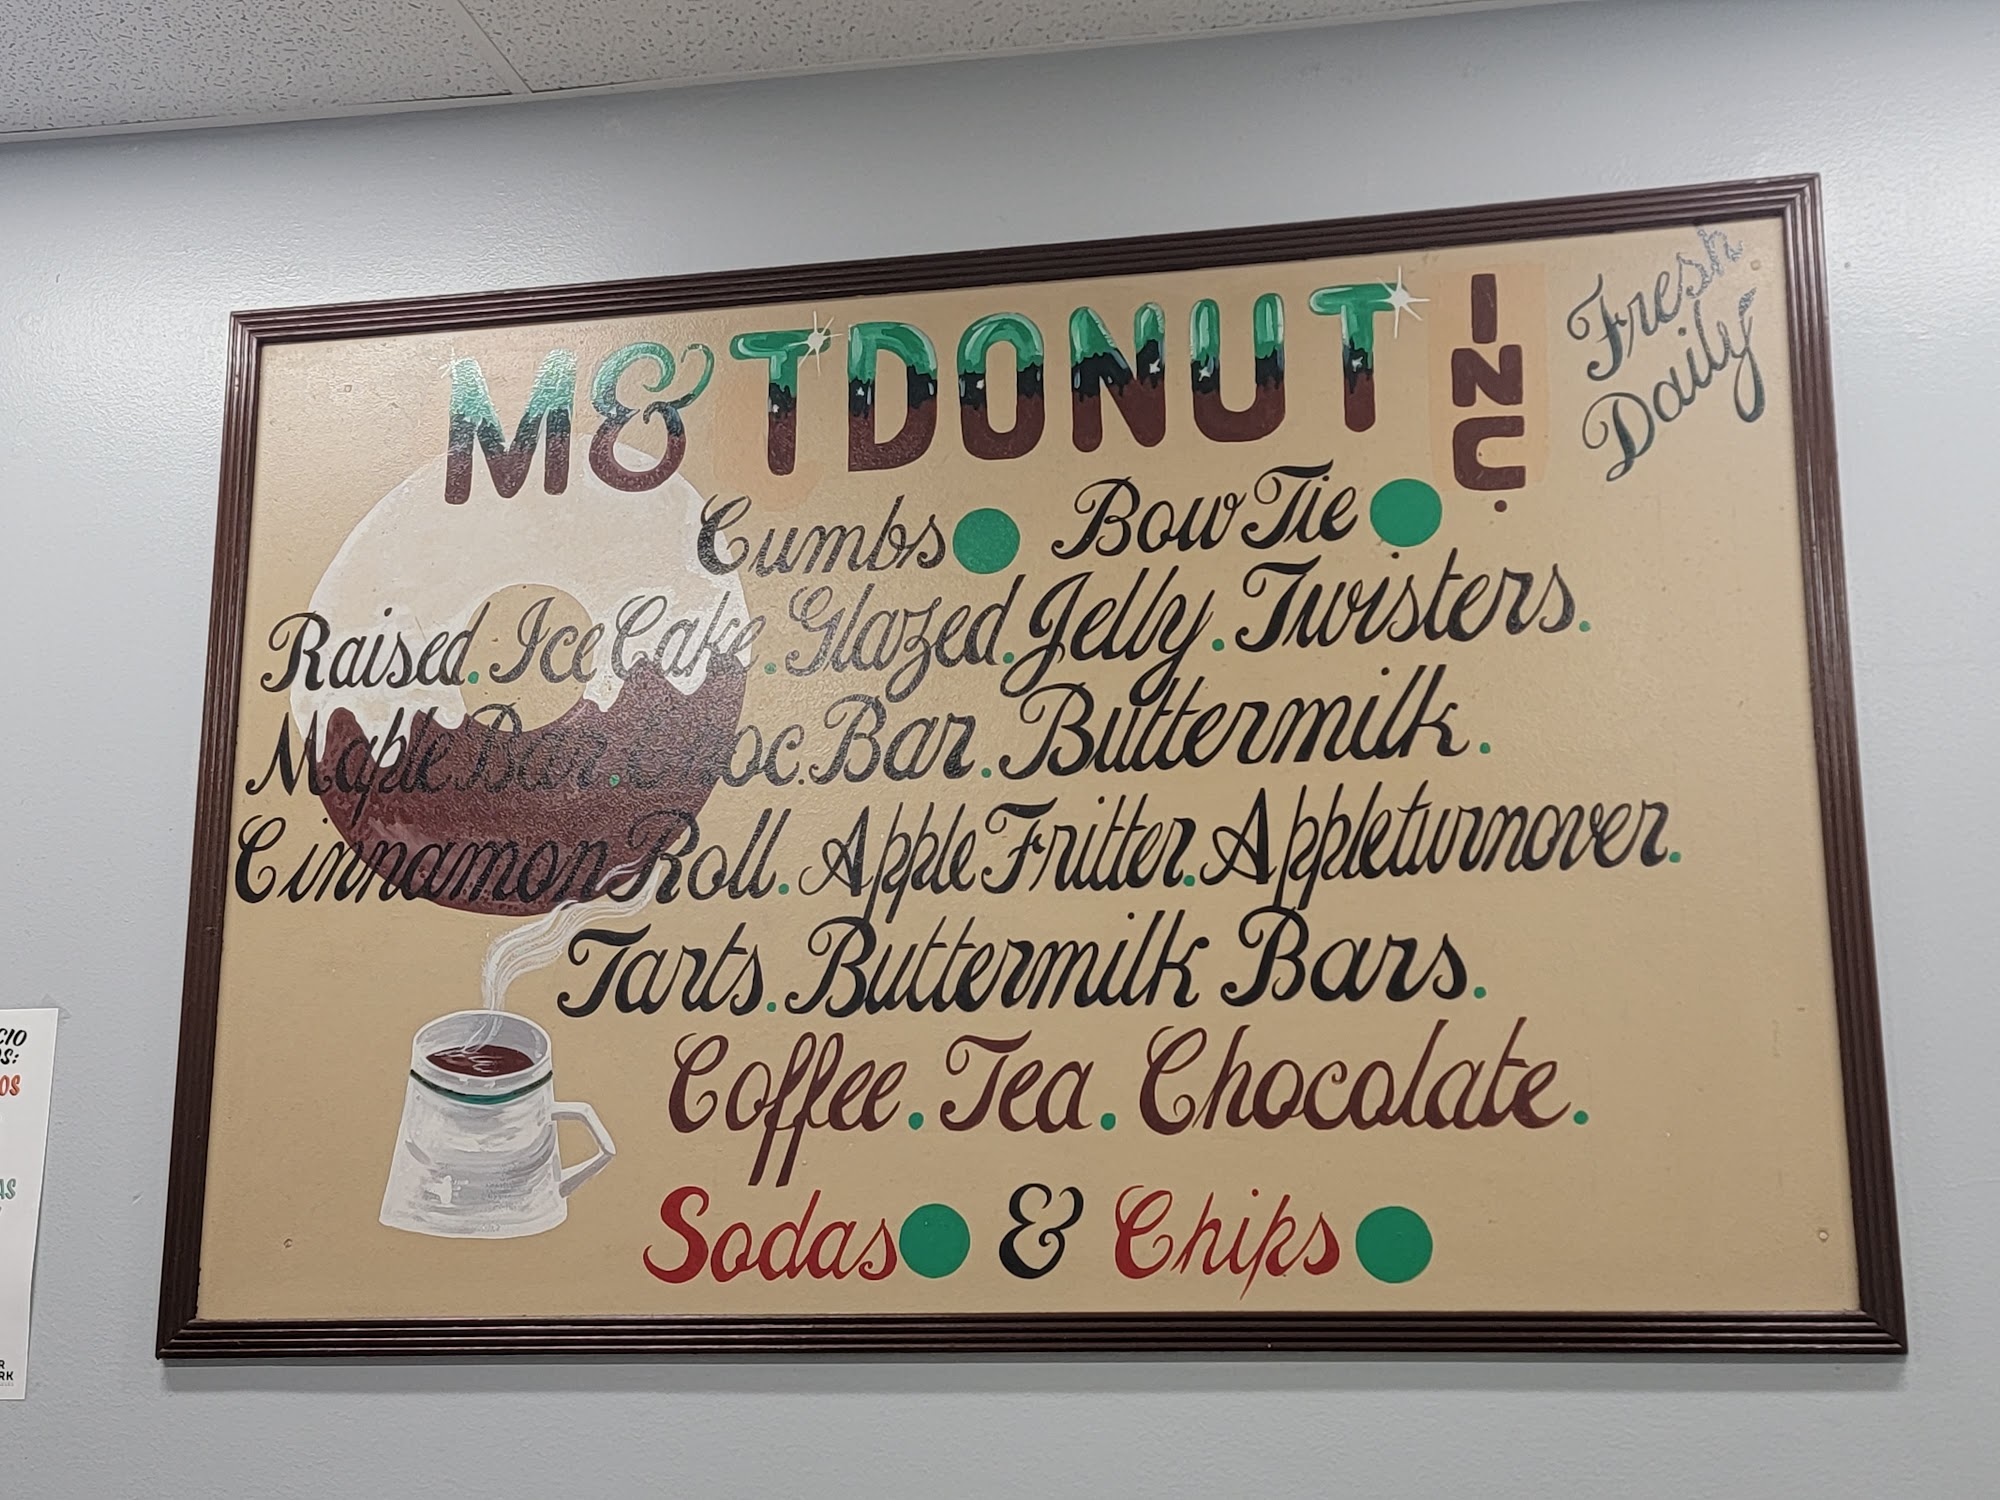 M&T DONUT INC.
Fresh Daily
Cumbs Bow Tie
Raised. Ice Cake. Glazed. Jelly. Twisters.
Maple Bar. Choc. Bar. Buttermilk.
Cinnamon Roll. Apple Fritter. Appleturnover.
Tarts. Buttermilk Bars.
Coffee. Tea. Chocolate.
Sodas & Chips